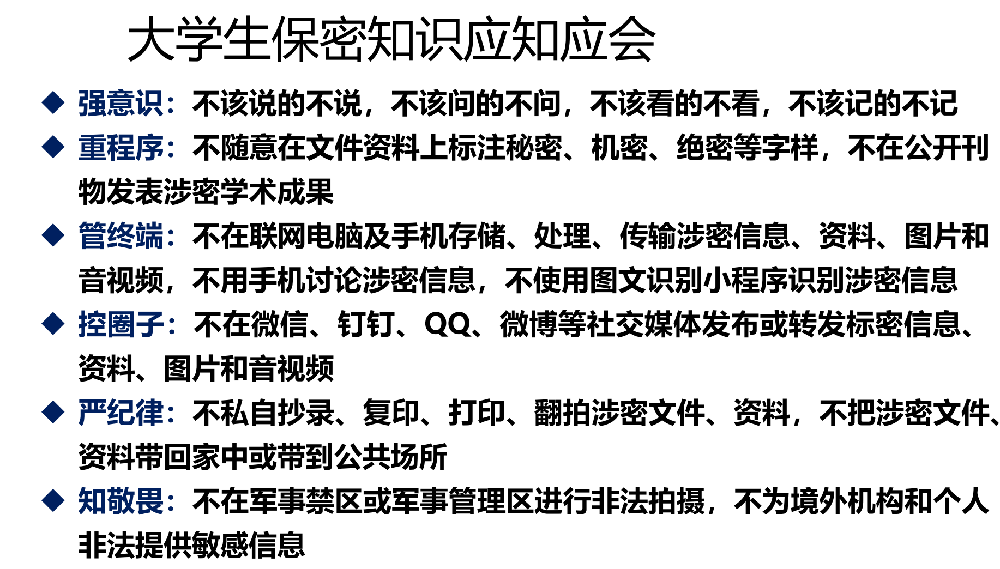 大学生保密知识应知应会
◆ 强意识：不该说的不说，不该问的不问，不该看的不看，不该记的不记
◆ 重程序：不随意在文件资料上标注秘密、机密、绝密等字样，不在公开刊
物发表涉密学术成果
◆ 管终端：不在联网电脑及手机存储、处理、传输涉密信息、资料、图片和
音视频，不用手机讨论涉密信息，不使用图文识别小程序识别涉密信息
◆ 控圈子：不在微信、钉钉、QQ、微博等社交媒体发布或转发标密信息、
资料、图片和音视频
◆ 严纪律：不私自抄录、复印、打印、翻拍涉密文件、资料，不把涉密文件、
资料带回家中或带到公共场所
◆ 知敬畏：不在军事禁区或军事管理区进行非法拍摄，不为境外机构和个人
非法提供敏感信息